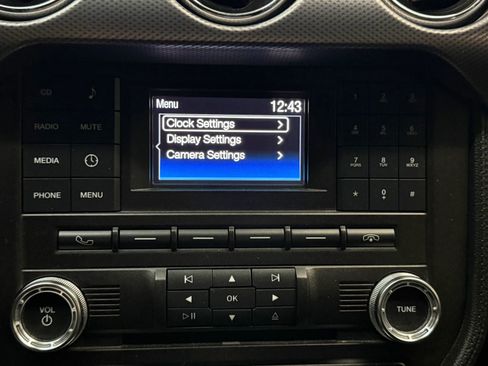 Menu 12:43
Clock Settings >
Display Settings >
Camera Settings >
CD
RADIO MUTE
MEDIA
PHONE MENU
1 2 3
4 5 6
7 PQRS 8 TUV 9 WXYZ
* 0 + #
OK
VOL
TUNE